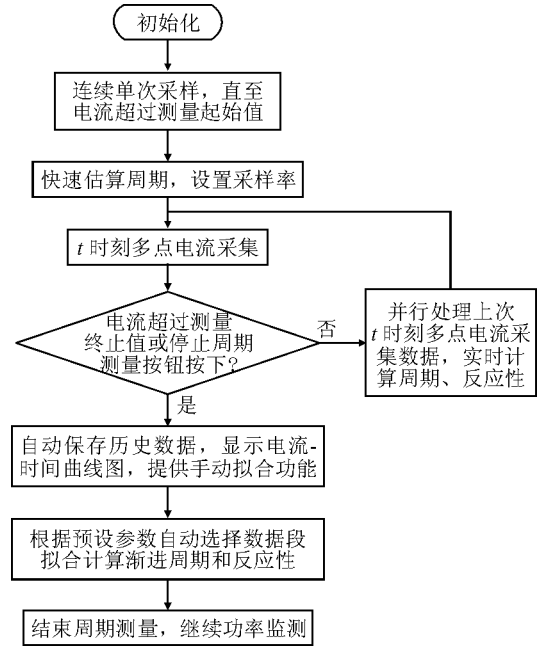 初始化
连续单次采样，直至
电流超过测量起始值
快速估算周期，设置采样率
t 时刻多点电流采集
电流超过测量
终止值或停止周期
测量按钮按下?
否
并行处理上次
t 时刻多点电流采
集数据，实时计
算周期、反应性
是
自动保存历史数据，显示电流-
时间曲线图，提供手动拟合功能
根据预设参数自动选择数据段
拟合计算渐进周期和反应性
结束周期测量，继续功率监测